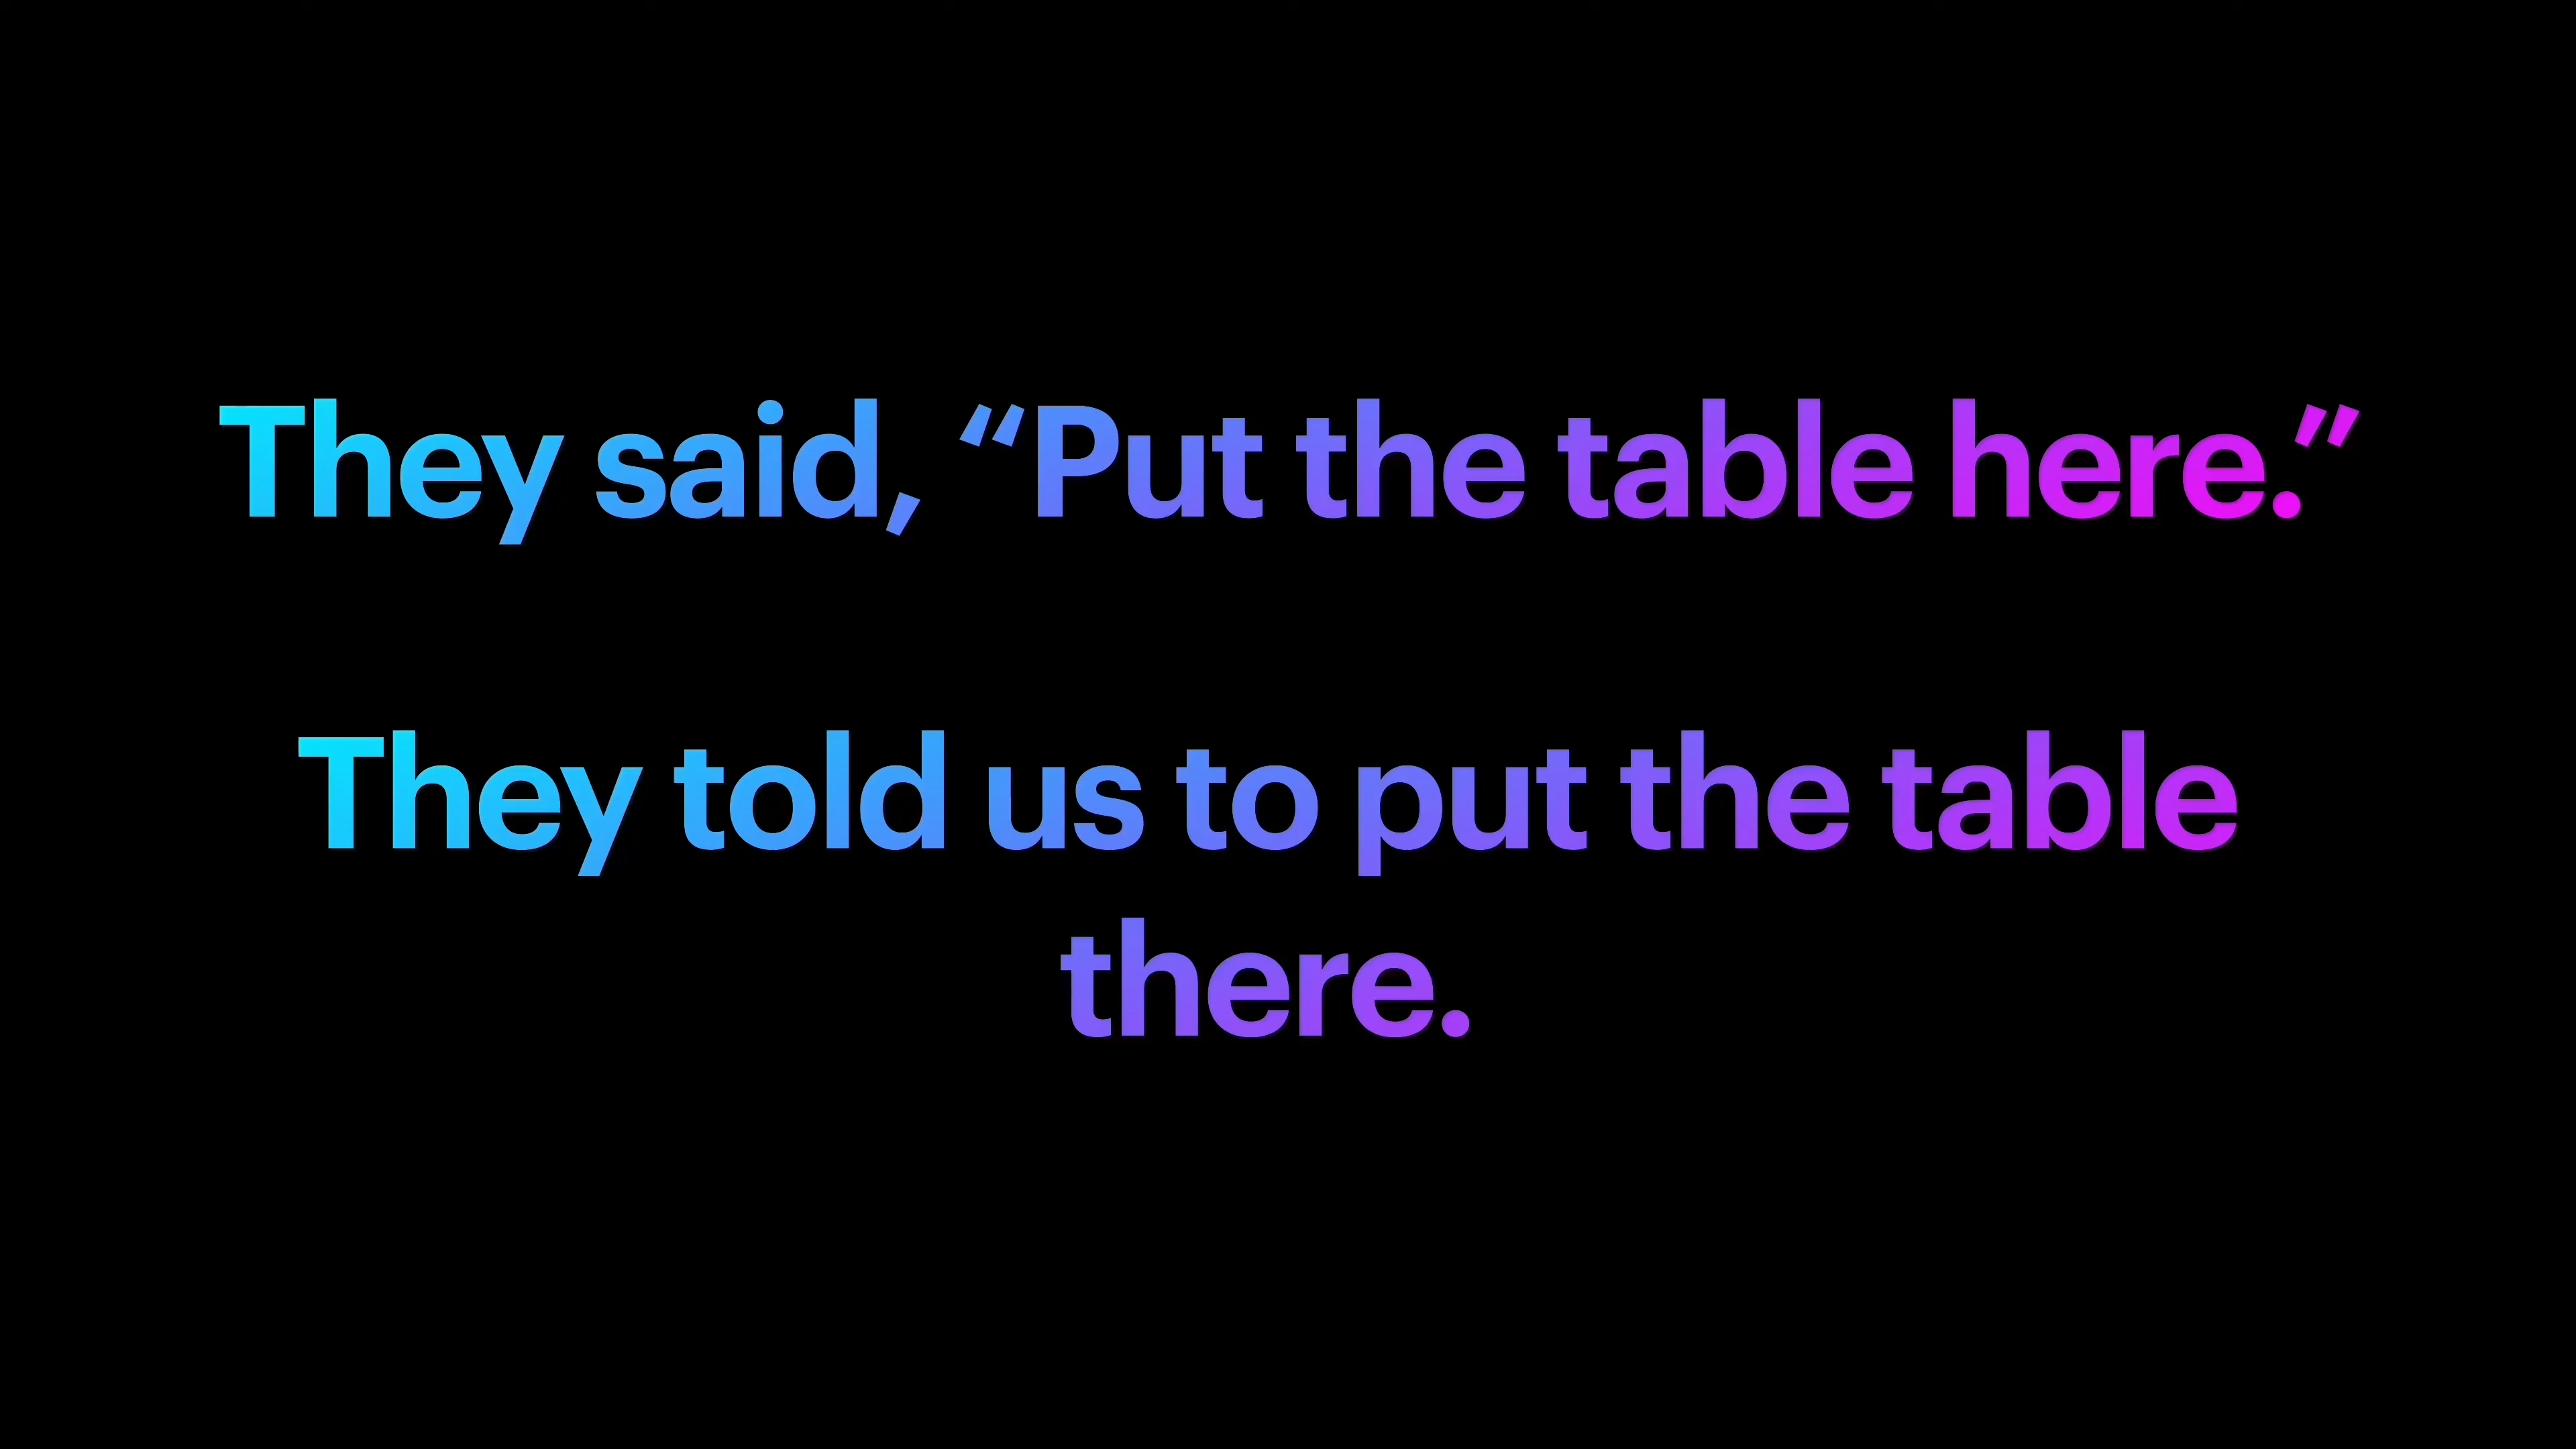 They said, “Put the table here.”
They told us to put the table
there.